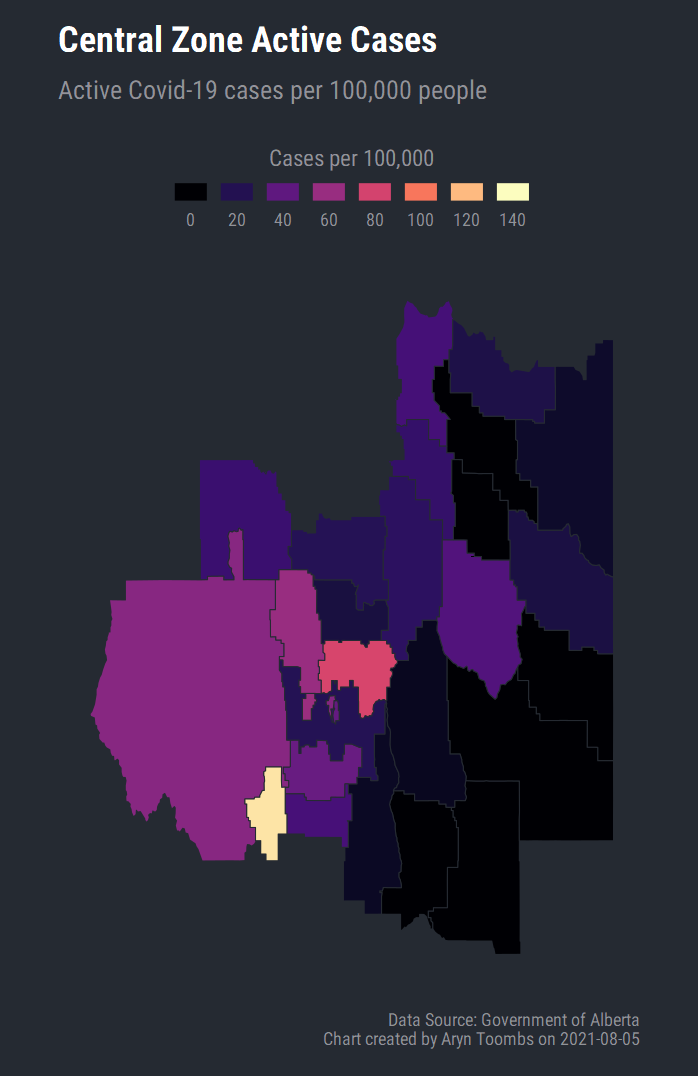 Central Zone Active Cases
Active Covid-19 cases per 100,000 people
Cases per 100,000
0 20 40 60 80 100 120 140
Data Source: Government of Alberta
Chart created by Aryn Toombs on 2021-08-05